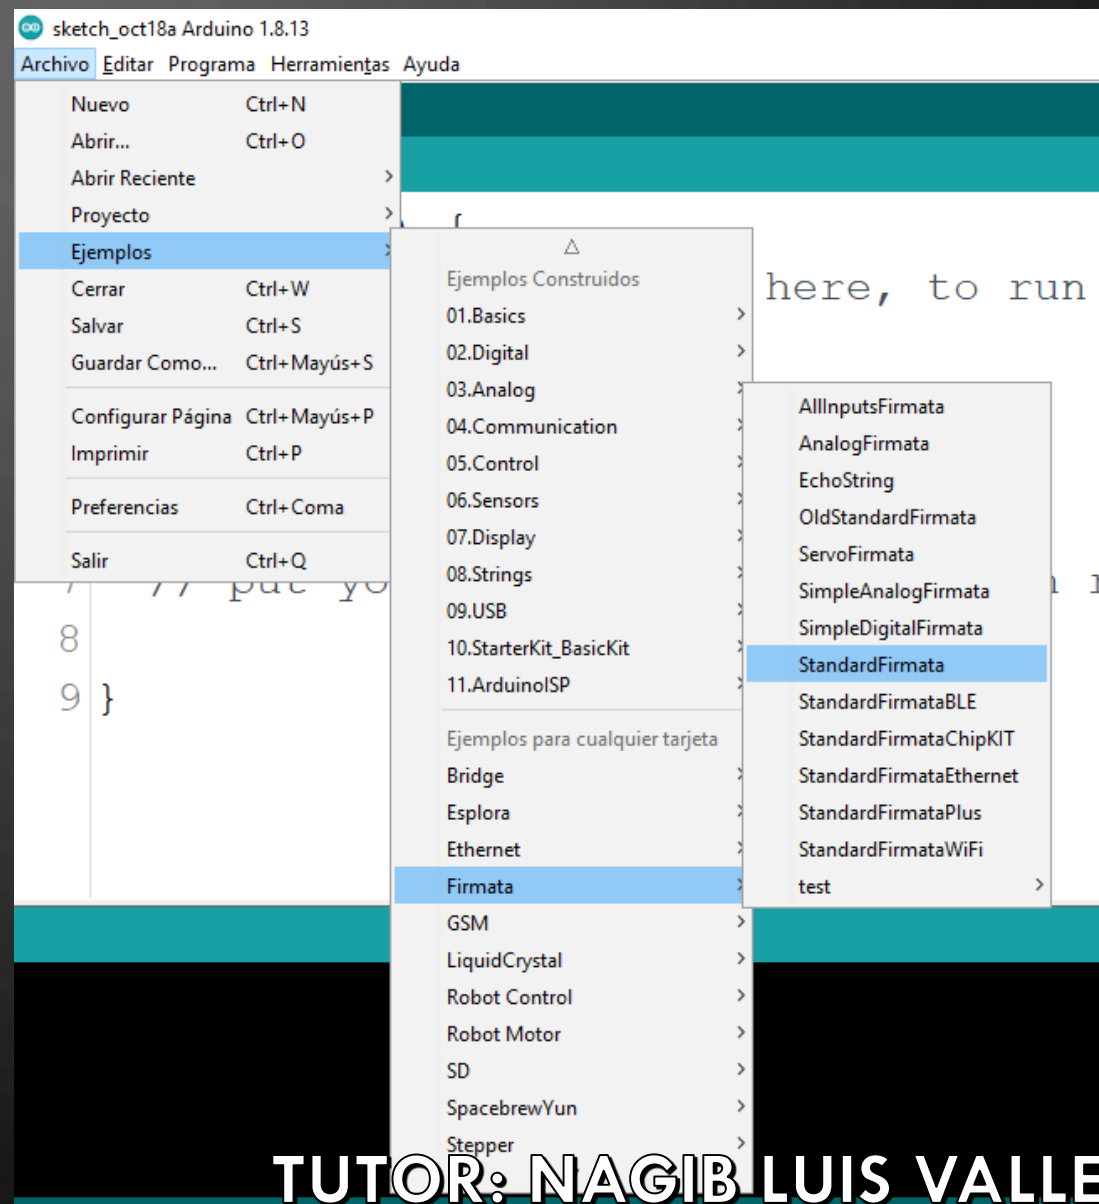 sketch_oct18a Arduino 1.8.13
Archivo Editar Programa Herramientas Ayuda
Nuevo Ctrl+N
Abrir... Ctrl+O
Abrir Reciente
Proyecto
Ejemplos
Cerrar Ctrl+W
Salvar Ctrl+S
Guardar Como... Ctrl+Mayús+S
Configurar Página Ctrl+Mayús+P
Imprimir Ctrl+P
Preferencias Ctrl+Coma
Salir Ctrl+Q
Ejemplos Construidos
01.Basics
02.Digital
03.Analog
04.Communication
05.Control
06.Sensors
07.Display
08.Strings
09.USB
10.StarterKit_BasicKit
11.ArduinoISP
Ejemplos para cualquier tarjeta
Bridge
Esplora
Ethernet
Firmata
GSM
LiquidCrystal
Robot Control
Robot Motor
SD
SpacebrewYun
Stepper
AllInputsFirmata
AnalogFirmata
EchoString
OldStandardFirmata
ServoFirmata
SimpleAnalogFirmata
SimpleDigitalFirmata
StandardFirmata
StandardFirmataBLE
StandardFirmataChipKIT
StandardFirmataEthernet
StandardFirmataPlus
StandardFirmataWiFi
test
{
here, to run
7 // put yo
8
9 }
TUTOR: NAGIB LUIS VALLE